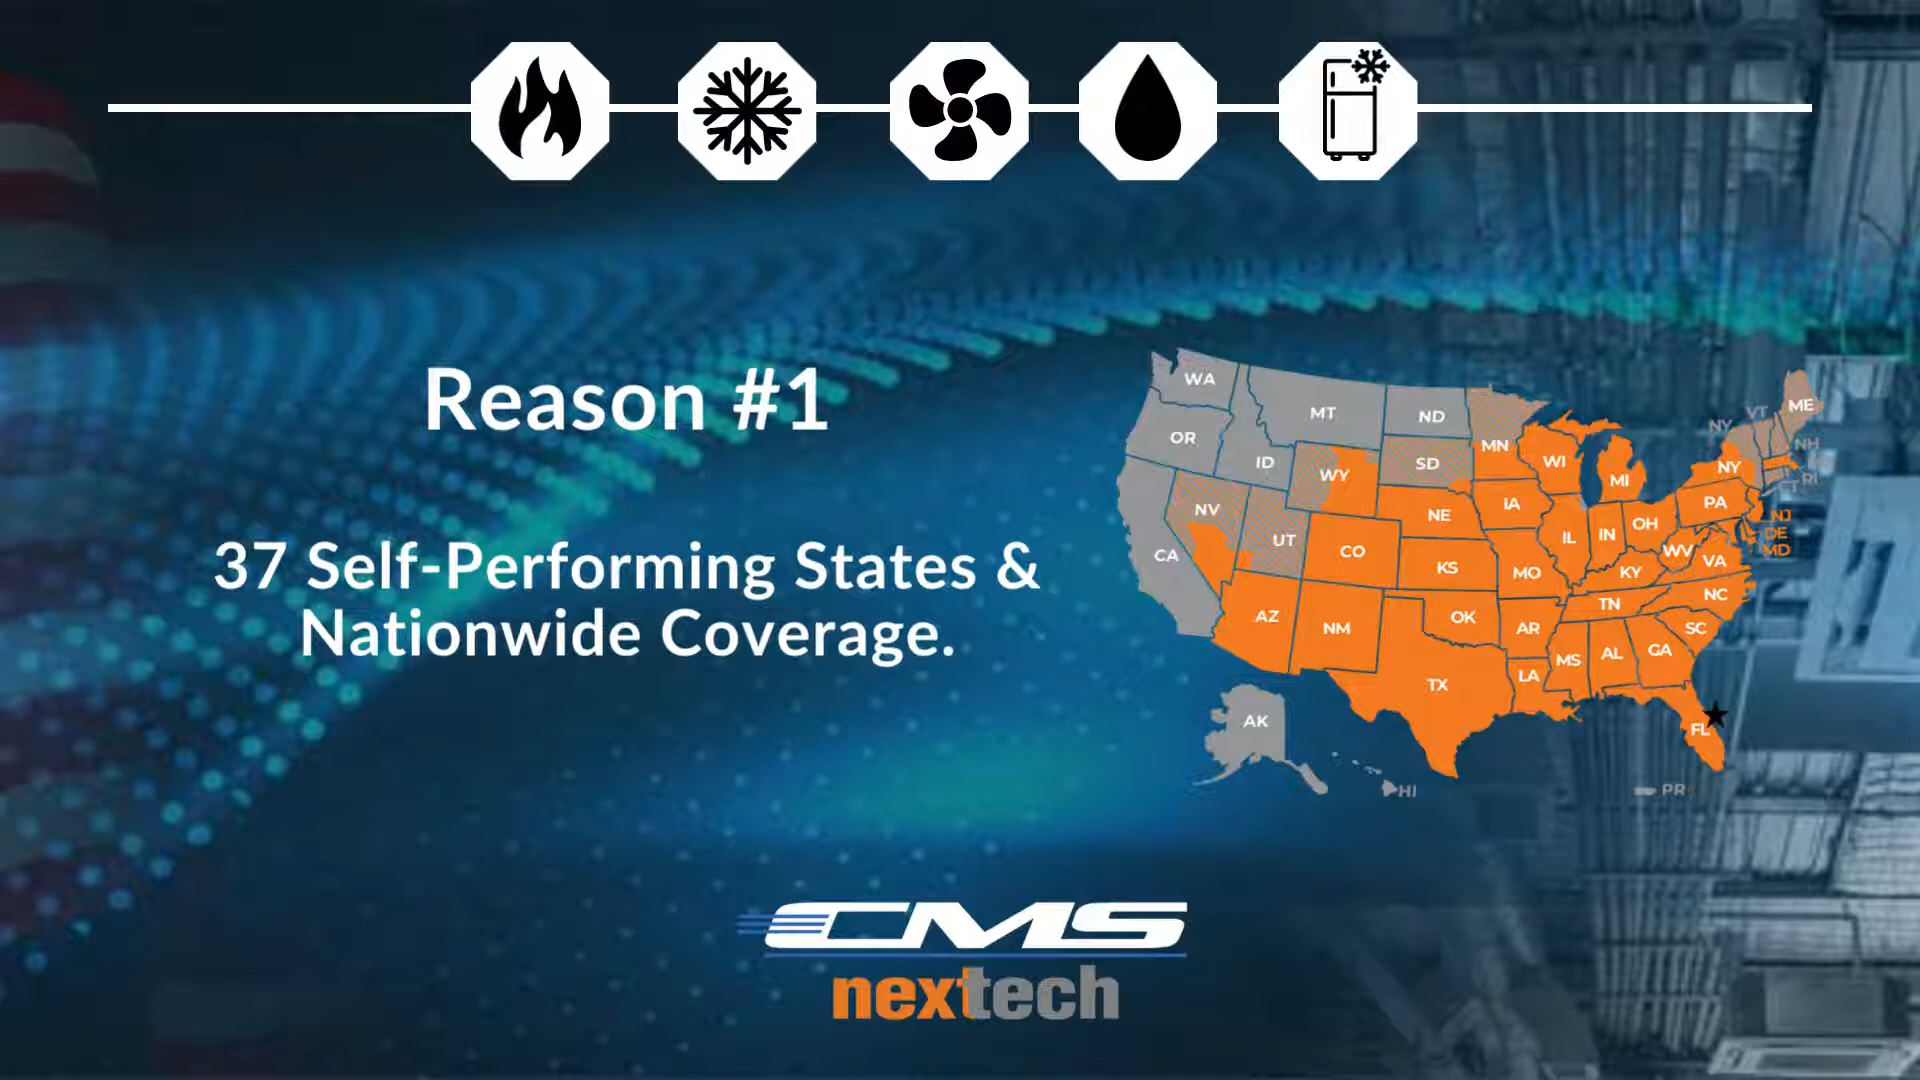 Reason #1
37 Self-Performing States &
Nationwide Coverage.
WA
MT
ND
MN
OR
ID
WY
SD
WI
MI
NY
VT
ME
NH
NY
RI
CT
NV
UT
CA
CO
NE
IA
IL
IN
OH
PA
NJ
DE
MD
WV
VA
KS
MO
KY
NC
TN
AZ
NM
OK
AR
SC
MS
AL
GA
TX
LA
FL
AK
HI
PR
CMS
nextech